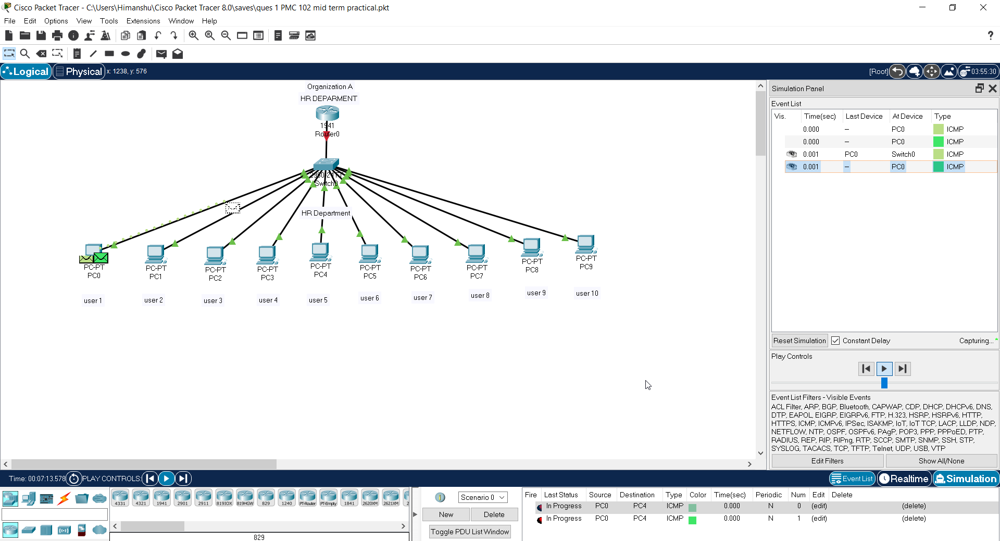 Cisco Packet Tracer - C:\Users\Himanshu\Cisco Packet Tracer 8.0\saves\ques 1 PMC 102 mid term practical.pkt
File Edit Options View Tools Extensions Window Help
?
Logical Physical x: 1238, y: 576 [Root] 03:55:30
Organization A
HR DEPARMENT
1941
Router0
Switch0
HR Department
PC-PT
PC0
PC-PT
PC1
PC-PT
PC2
PC-PT
PC3
PC-PT
PC4
PC-PT
PC5
PC-PT
PC6
PC-PT
PC7
PC-PT
PC8
PC-PT
PC9
user 1
user 2
user 3
user 4
user 5
user 6
user 7
user 8
user 9
user 10
Simulation Panel
Event List
Vis. Time(sec) Last Device At Device Type
0.000 -- PC0 ICMP
0.000 -- PC0 ICMP
0.001 PC0 Switch0 ICMP
0.001 -- PC0 ICMP
Reset Simulation Constant Delay Capturing... *
Play Controls
Event List Filters - Visible Events
ACL Filter, ARP, BGP, Bluetooth, CAPWAP, CDP, DHCP, DHCPv6, DNS,
DTP, EAPOL, EIGRP, EIGRPv6, FTP, H.323, HSRP, HSRPv6, HTTP,
HTTPS, ICMP, ICMPv6, IPSec, ISAKMP, IoT, IoT TCP, LACP, LLDP, NDP,
NETFLOW, NTP, OSPF, OSPFv6, PAgP, POP3, PPP, PPPoED, PTP,
RADIUS, REP, RIP, RIPng, RTP, SCCP, SMTP, SNMP, SSH, STP,
SYSLOG, TACACS, TCP, TFTP, Telnet, UDP, USB, VTP
Edit Filters Show All/None
Time: 00:07:13.578 PLAY CONTROLS: Event List Realtime Simulation
4331 4321 1941 2901 2911 819IOX 819HGW 829 1240 PT-Router PT-Empty 1841 2620XM 2621XM 2
829
Scenario 0
New Delete
Toggle PDU List Window
Fire Last Status Source Destination Type Color Time(sec) Periodic Num Edit Delete
In Progress PC0 PC4 ICMP 0.000 N 0 (edit) (delete)
In Progress PC0 PC4 ICMP 0.000 N 1 (edit) (delete)